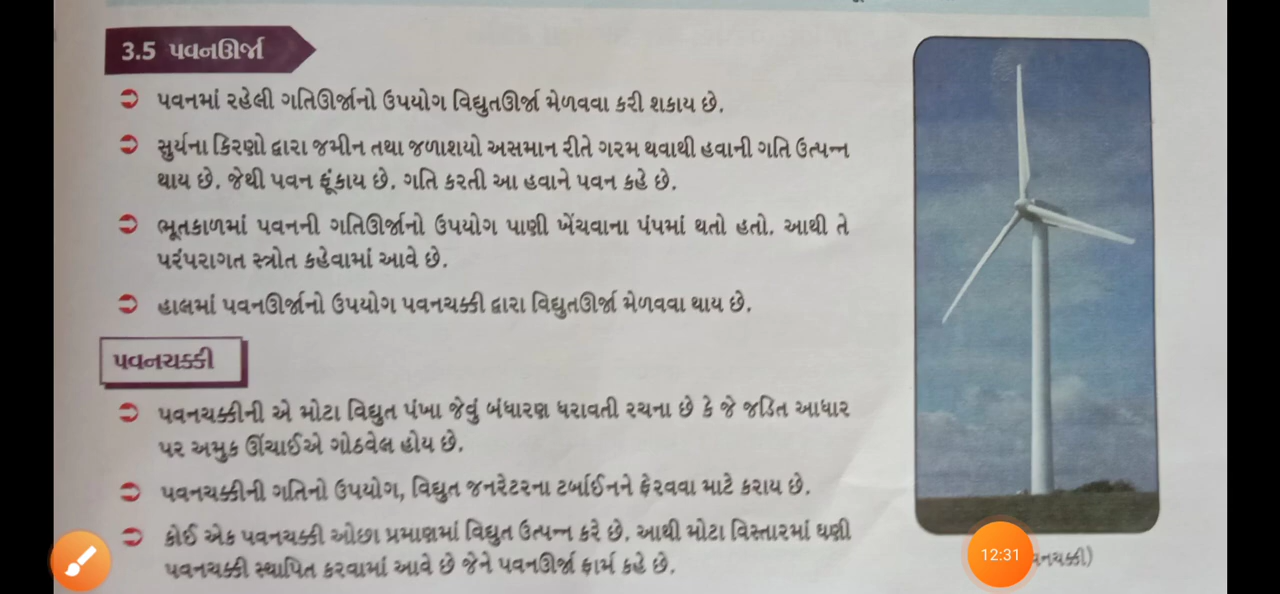 3.5 પવનઊર્જા
પવનમાં રહેલી ગતિઊર્જાનો ઉપયોગ વિદ્યુતઊર્જા મેળવવા કરી શકાય છે.
સુર્યના કિરણો દ્વારા જમીન તથા જળાશયો અસમાન રીતે ગરમ થવાથી હવાની ગતિ ઉત્પન્ન
થાય છે. જેથી પવન ફૂંકાય છે. ગતિ કરતી આ હવાને પવન કહે છે.
ભૂતકાળમાં પવનની ગતિઊર્જાનો ઉપયોગ પાણી ખેંચવાના પંપમાં થતો હતો. આથી તે
પરંપરાગત સ્ત્રોત કહેવામાં આવે છે.
હાલમાં પવનઊર્જાનો ઉપયોગ પવનચક્કી દ્વારા વિદ્યુતઊર્જા મેળવવા થાય છે.
પવનચક્કી
પવનચક્કીની એ મોટા વિદ્યુત પંખા જેવું બંધારણ ધરાવતી રચના છે કે જે જડિત આધાર
પર અમુક ઊંચાઈએ ગોઠવેલ હોય છે.
પવનચક્કીની ગતિનો ઉપયોગ, વિદ્યુત જનરેટરના ટર્બાઈનને ફેરવવા માટે કરાય છે.
કોઈ એક પવનચક્કી ઓછા પ્રમાણમાં વિદ્યુત ઉત્પન્ન કરે છે. આથી મોટા વિસ્તારમાં ઘણી
પવનચક્કી સ્થાપિત કરવામાં આવે છે જેને પવનઊર્જા ફાર્મ કહે છે.
12:31
વનચક્કી)